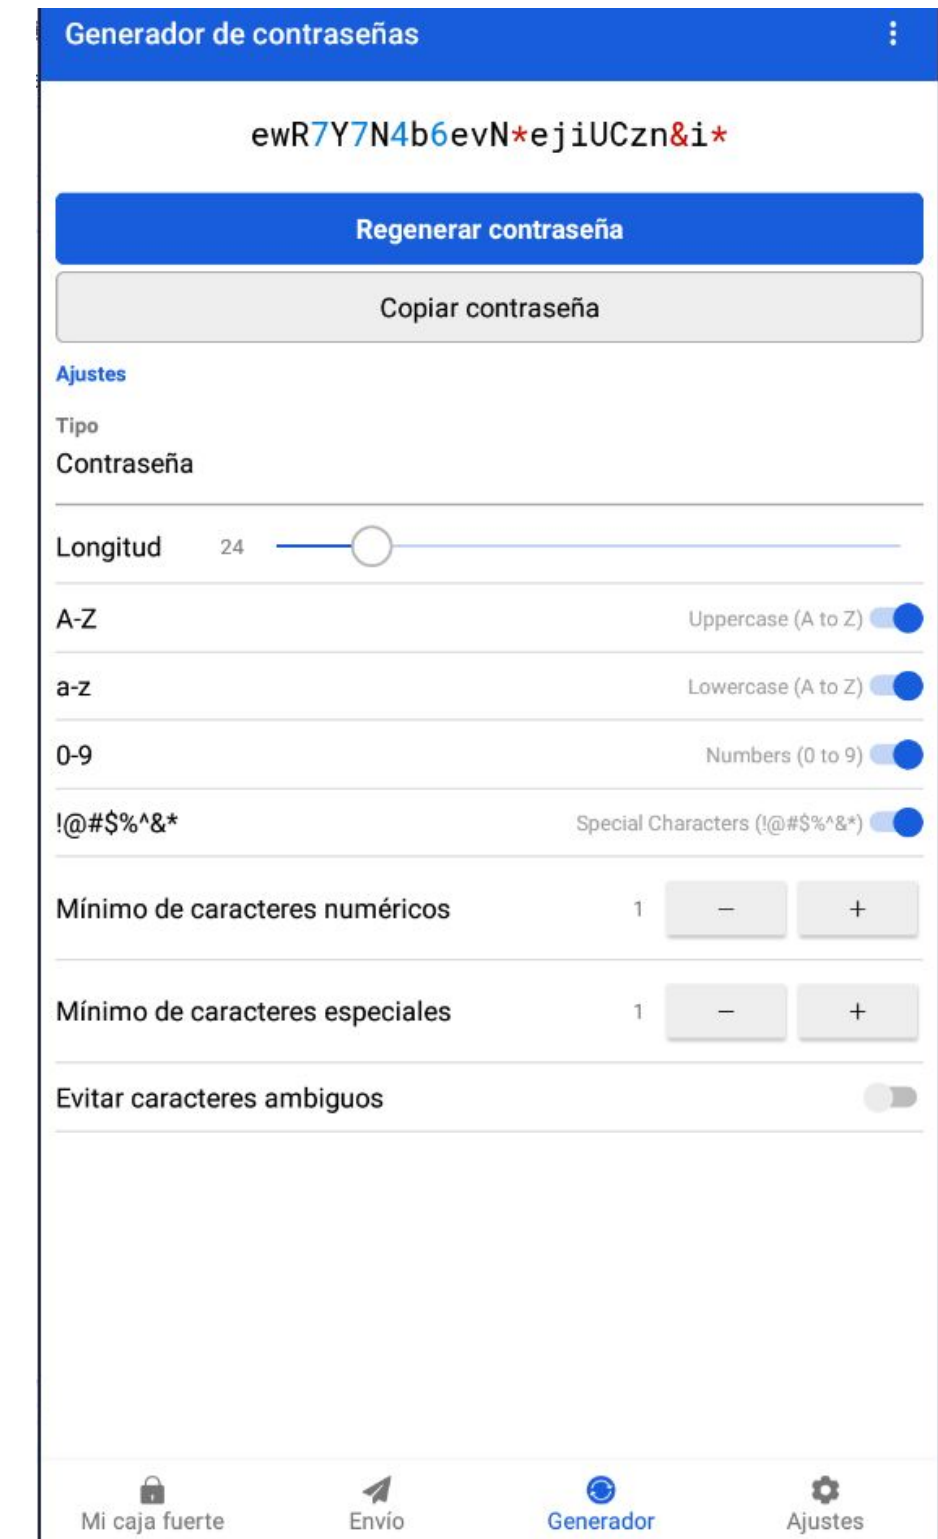 Generador de contraseñas
ewR7Y7N4b6evN*ejiUCzn&i*
Regenerar contraseña
Copiar contraseña
Ajustes
Tipo
Contraseña
Longitud 24
A-Z Uppercase (A to Z)
a-z Lowercase (A to Z)
0-9 Numbers (0 to 9)
!@#$%^&* Special Characters (!@#$%^&*)
Mínimo de caracteres numéricos 1 − +
Mínimo de caracteres especiales 1 − +
Evitar caracteres ambiguos
Mi caja fuerte Envío Generador Ajustes